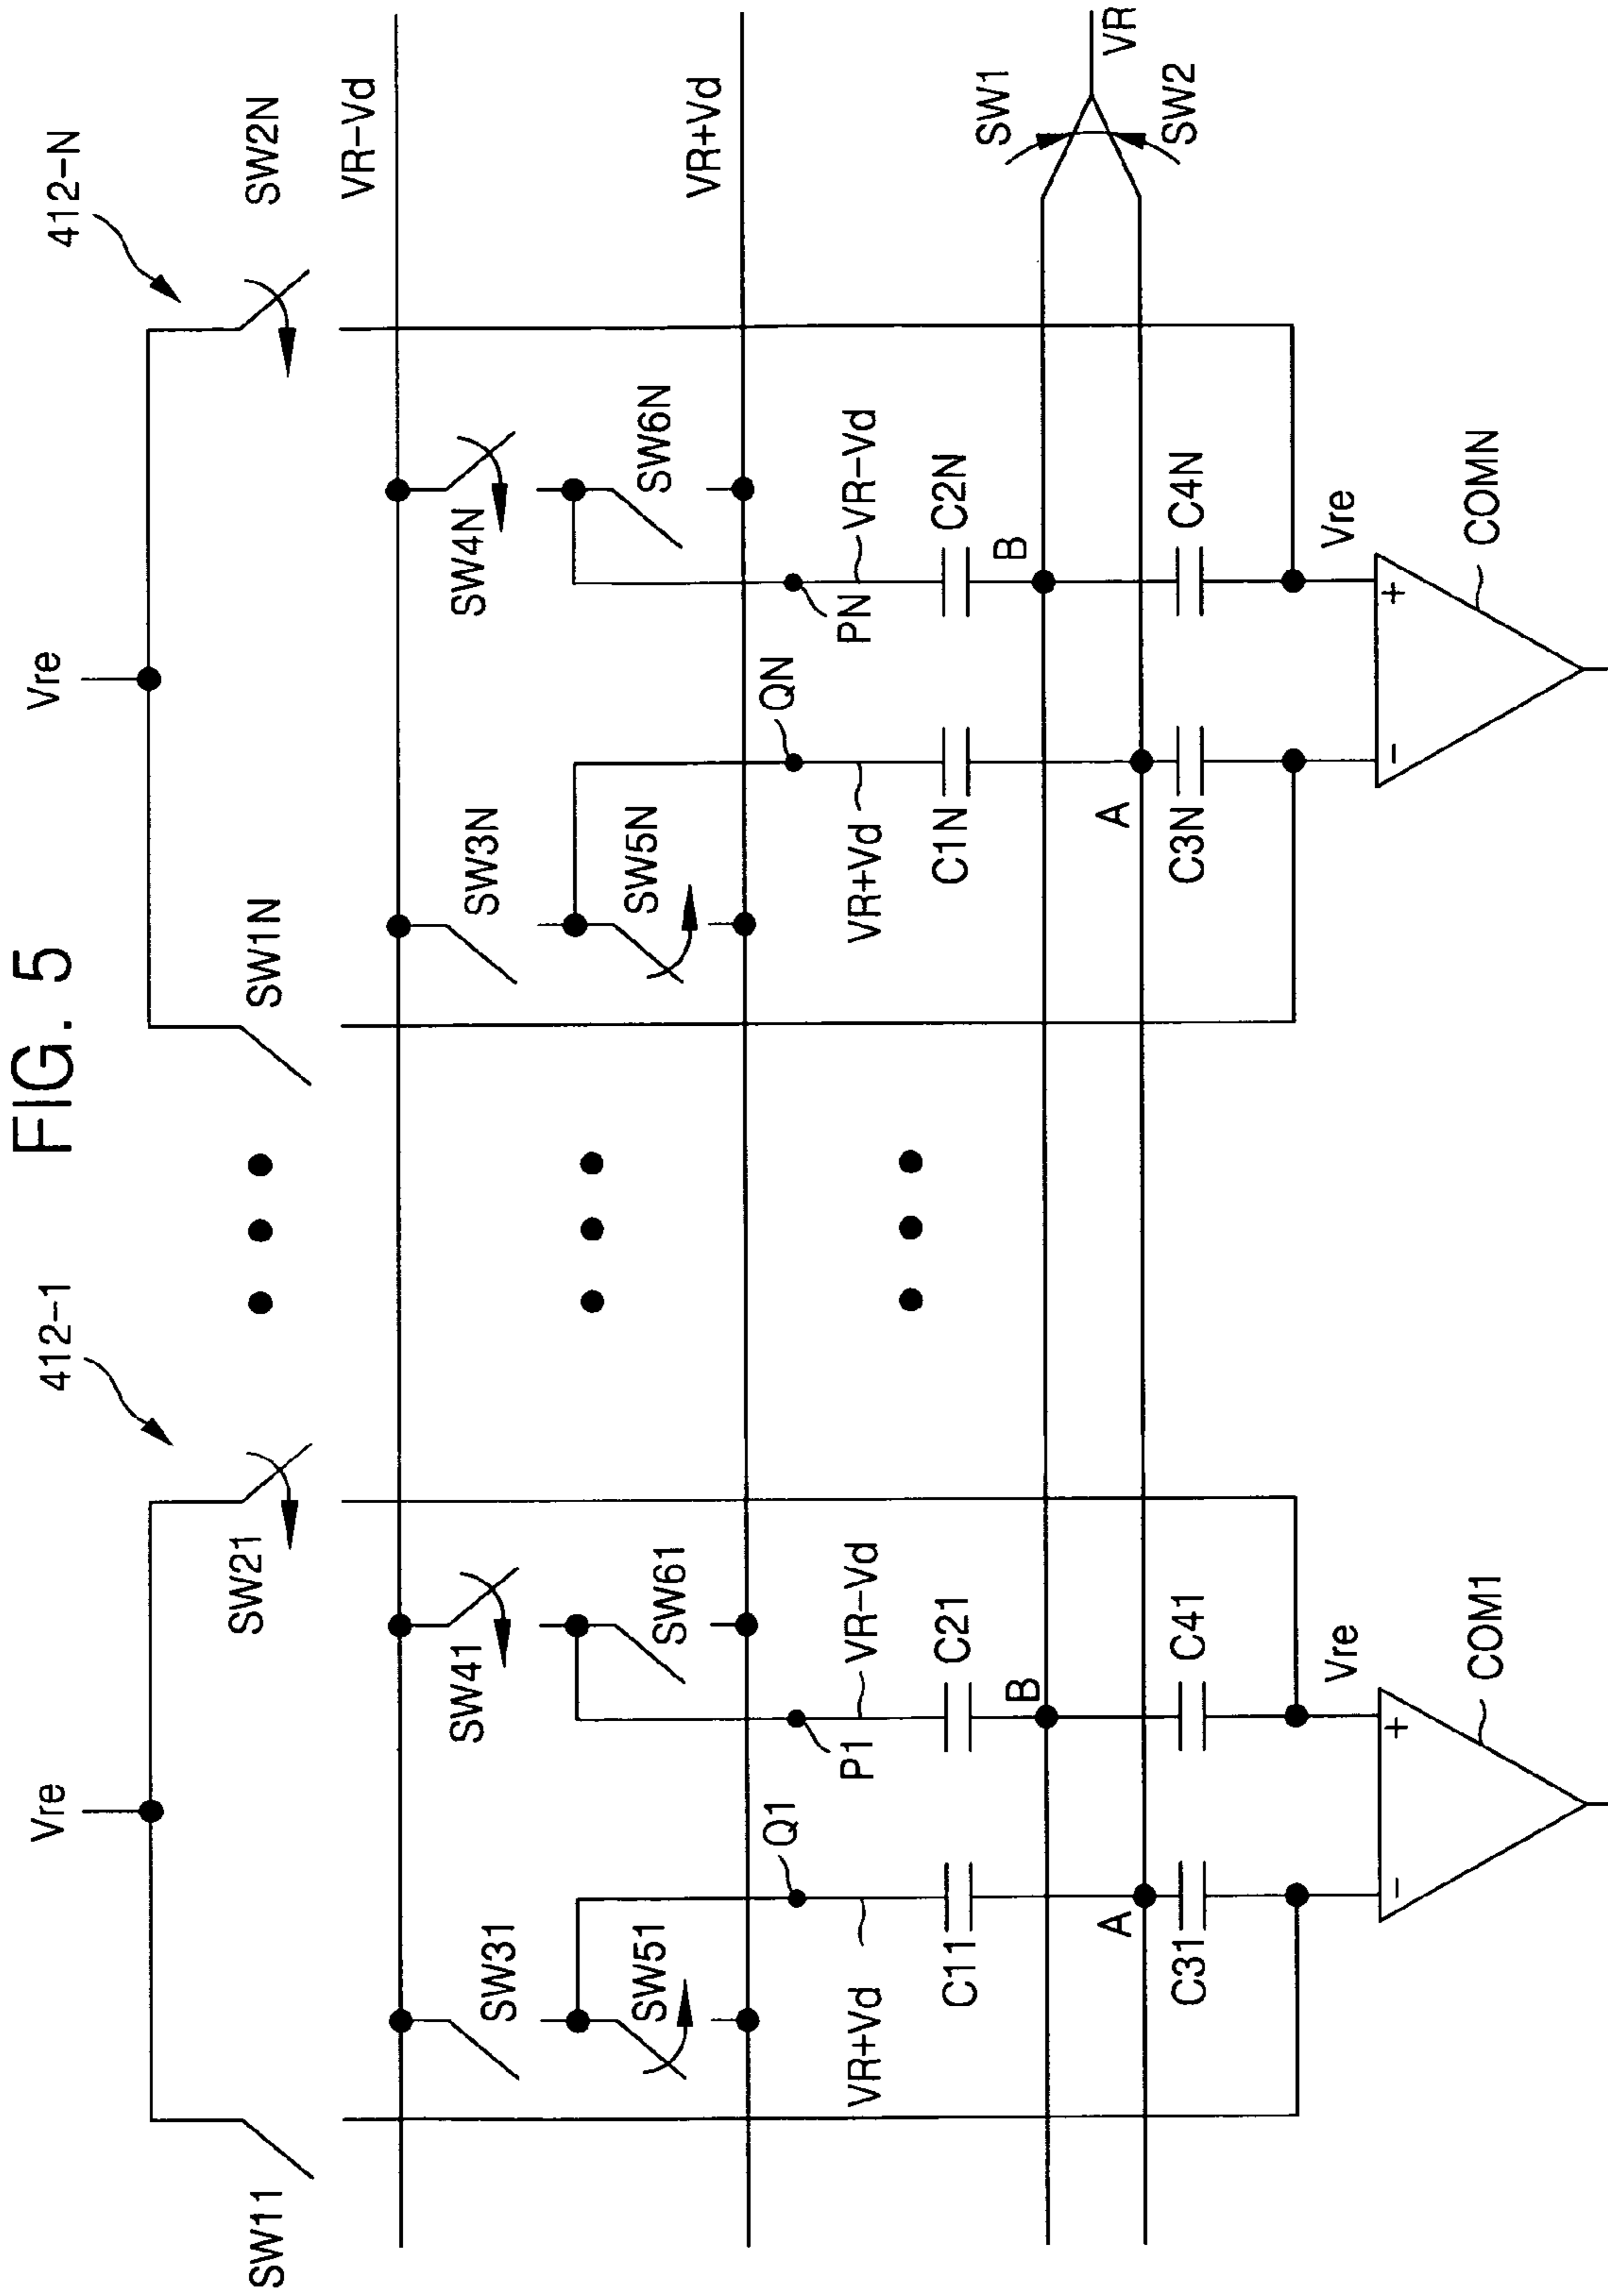 FIG. 5
412-1
412-N
Vre
Vre
SW11
SW21
SW1N
SW2N
VR-Vd
SW31
SW41
SW3N
SW4N
SW51
SW61
SW5N
SW6N
VR+Vd
Q1
P1
QN
PN
VR+Vd
VR-Vd
VR+Vd
VR-Vd
C11
C21
C1N
C2N
B
B
SW1
A
A
VR
SW2
C31
C41
C3N
C4N
Vre
Vre
-
+
-
+
COM1
COMN